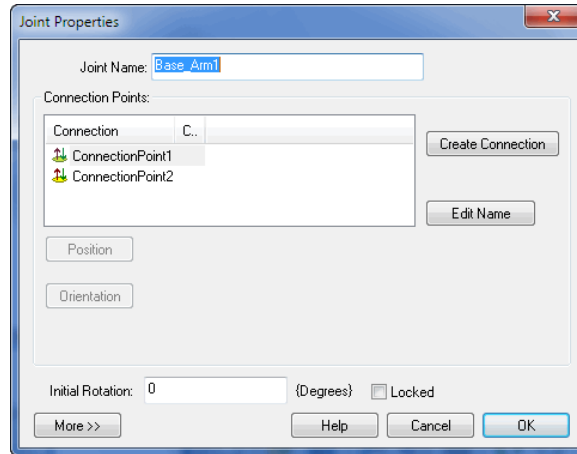 Joint Properties
Joint Name: Base_Arm1
Connection Points:
Connection C..
ConnectionPoint1
ConnectionPoint2
Create Connection
Edit Name
Position
Orientation
Initial Rotation: 0 {Degrees} Locked
More >> Help Cancel OK